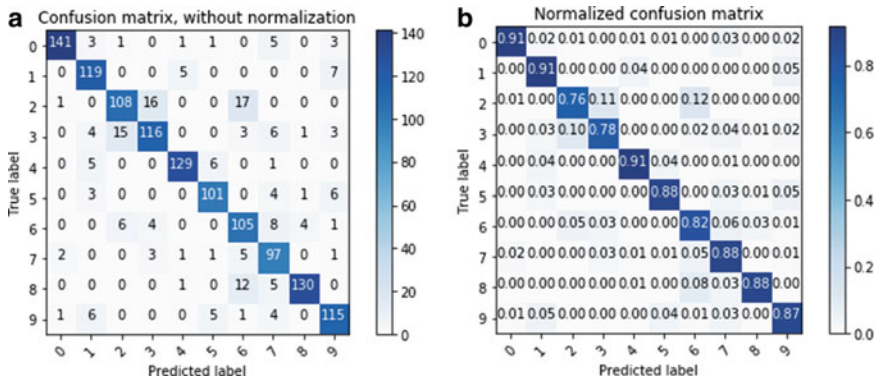 a
Confusion matrix, without normalization
0 141 3 1 0 1 1 0 5 0 3
1 0 119 0 0 5 0 0 0 0 7
2 1 0 108 16 0 0 17 0 0 0
3 0 4 15 116 0 0 3 6 1 3
4 0 5 0 0 129 6 0 1 0 0
5 0 3 0 0 0 101 0 4 1 6
6 0 0 6 4 0 0 105 8 4 1
7 2 0 0 3 1 1 5 97 0 1
8 0 0 0 0 1 0 12 5 130 0
9 1 6 0 0 0 5 1 4 0 115
0 1 2 3 4 5 6 7 8 9
True label
Predicted label
140
120
100
80
60
40
20
0
b
Normalized confusion matrix
0 0.91 0.02 0.01 0.00 0.01 0.01 0.00 0.03 0.00 0.02
1 0.00 0.91 0.00 0.00 0.04 0.00 0.00 0.00 0.00 0.05
2 0.01 0.00 0.76 0.11 0.00 0.00 0.12 0.00 0.00 0.00
3 0.00 0.03 0.10 0.78 0.00 0.00 0.02 0.04 0.01 0.02
4 0.00 0.04 0.00 0.00 0.91 0.04 0.00 0.01 0.00 0.00
5 0.00 0.03 0.00 0.00 0.00 0.88 0.00 0.03 0.01 0.05
6 0.00 0.00 0.05 0.03 0.00 0.00 0.82 0.06 0.03 0.01
7 0.02 0.00 0.00 0.03 0.01 0.01 0.05 0.88 0.00 0.01
8 0.00 0.00 0.00 0.00 0.01 0.00 0.08 0.03 0.88 0.00
9 0.01 0.05 0.00 0.00 0.00 0.04 0.01 0.03 0.00 0.87
0 1 2 3 4 5 6 7 8 9
True label
Predicted label
0.8
0.6
0.4
0.2
0.0